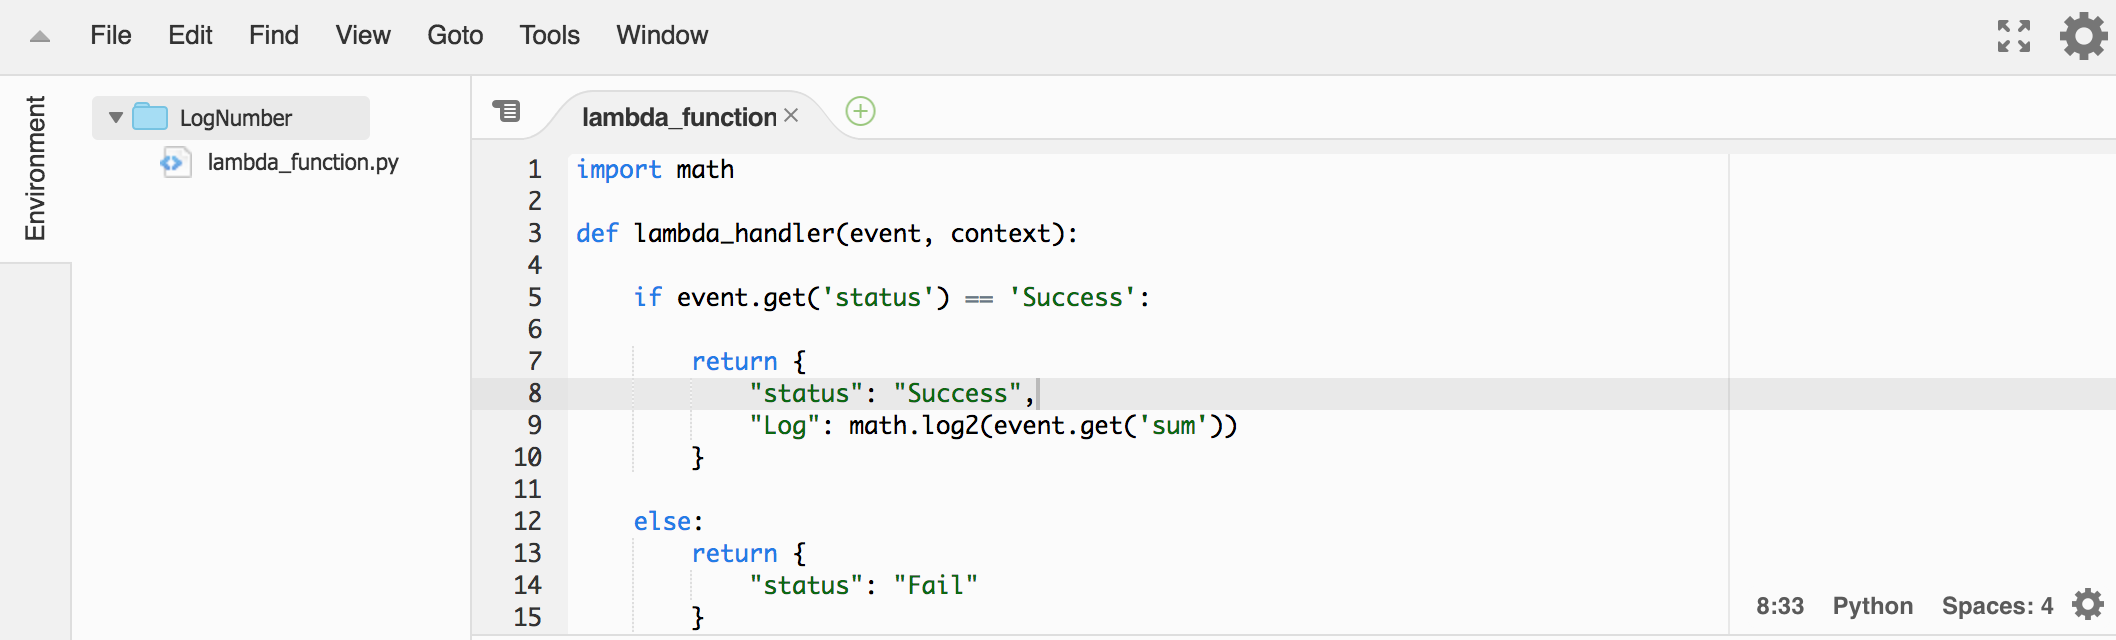 File Edit Find View Goto Tools Window
Environment
LogNumber
lambda_function.py
lambda_function
1 import math
2
3 def lambda_handler(event, context):
4
5     if event.get('status') == 'Success':
6
7         return {
8             "status": "Success",
9             "Log": math.log2(event.get('sum'))
10         }
11
12     else:
13         return {
14             "status": "Fail"
15         }
8:33 Python Spaces: 4